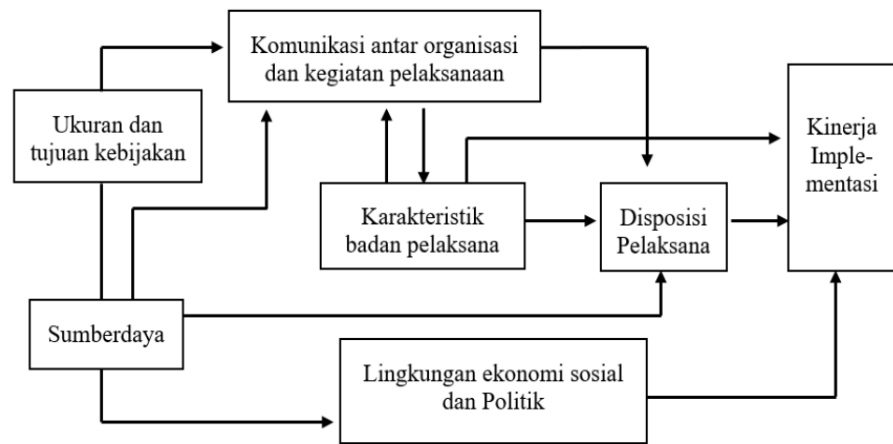 Komunikasi antar organisasi
dan kegiatan pelaksanaan
Ukuran dan
tujuan kebijakan
Kinerja
Imple-
mentasi
Karakteristik
badan pelaksana
Disposisi
Pelaksana
Sumberdaya
Lingkungan ekonomi sosial
dan Politik